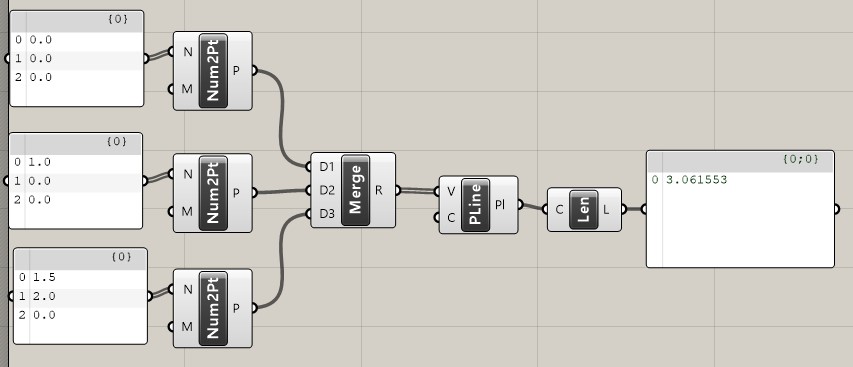 {0}
0 0.0
1 0.0
2 0.0
N
M
Num2Pt
P
{0}
0 1.0
1 0.0
2 0.0
N
M
Num2Pt
P
{0}
0 1.5
1 2.0
2 0.0
N
M
Num2Pt
P
D1
D2
D3
Merge
R
V
C
PLine
Pl
C
Len
L
{0;0}
0 3.061553